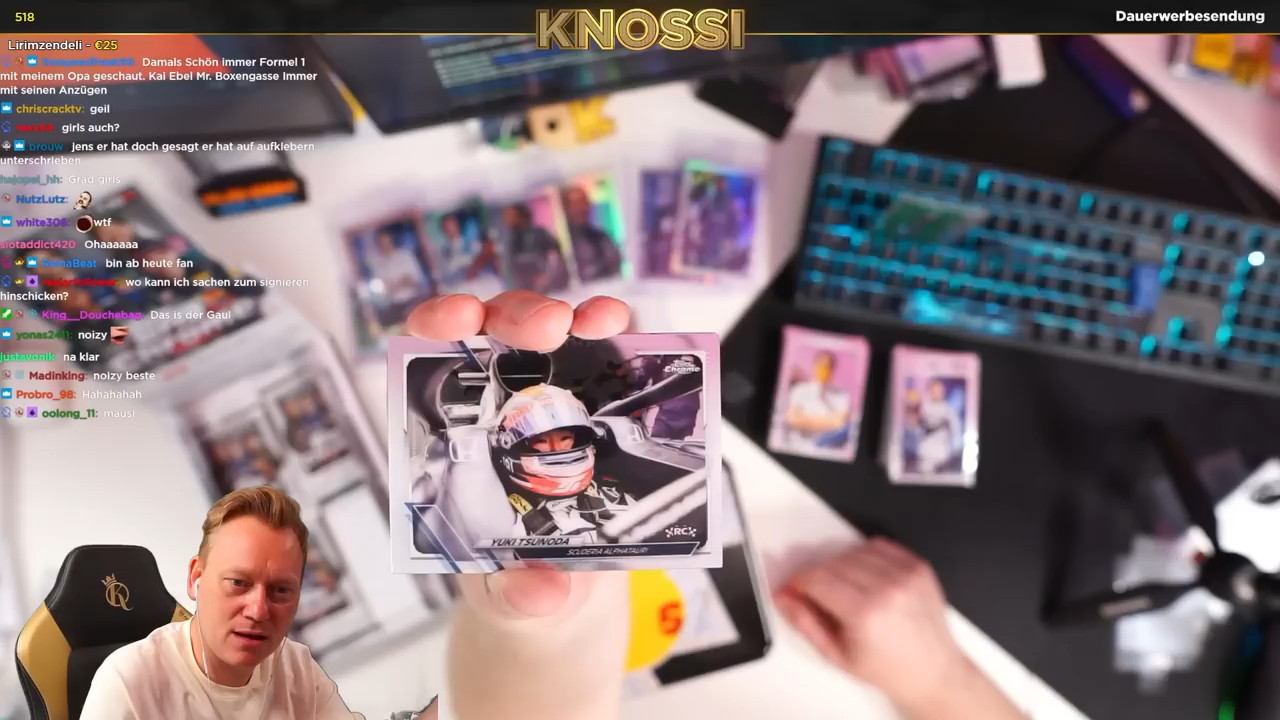 518
KNOSSI
Dauerwerbesendung
Lirimzendeli - €25
Damals Schön immer Formel 1
mit meinem Opa geschaut. Kai Ebel Mr. Boxengasse Immer
mit seinen Anzügen
chriscracktv: geil
girls auch?
brouw: jens er hat doch gesagt er hat auf aufklebern
unterschrieben
hajopei_hh: Grad girls
NutzLutz:
white306: wtf
slotaddict420 Ohaaaaaa
bin ab heute fan
wo kann ich sachen zum signieren
hinschicken?
King__Douchebag: Das is der Gaul
noizy
justavonik na klar
Madinking: noizy beste
Probro_98: Hahahahah
oolong_11: mausi
Topps
Chrome
YUKI TSUNODA
RC
SCUDERIA ALPHATAURI
5